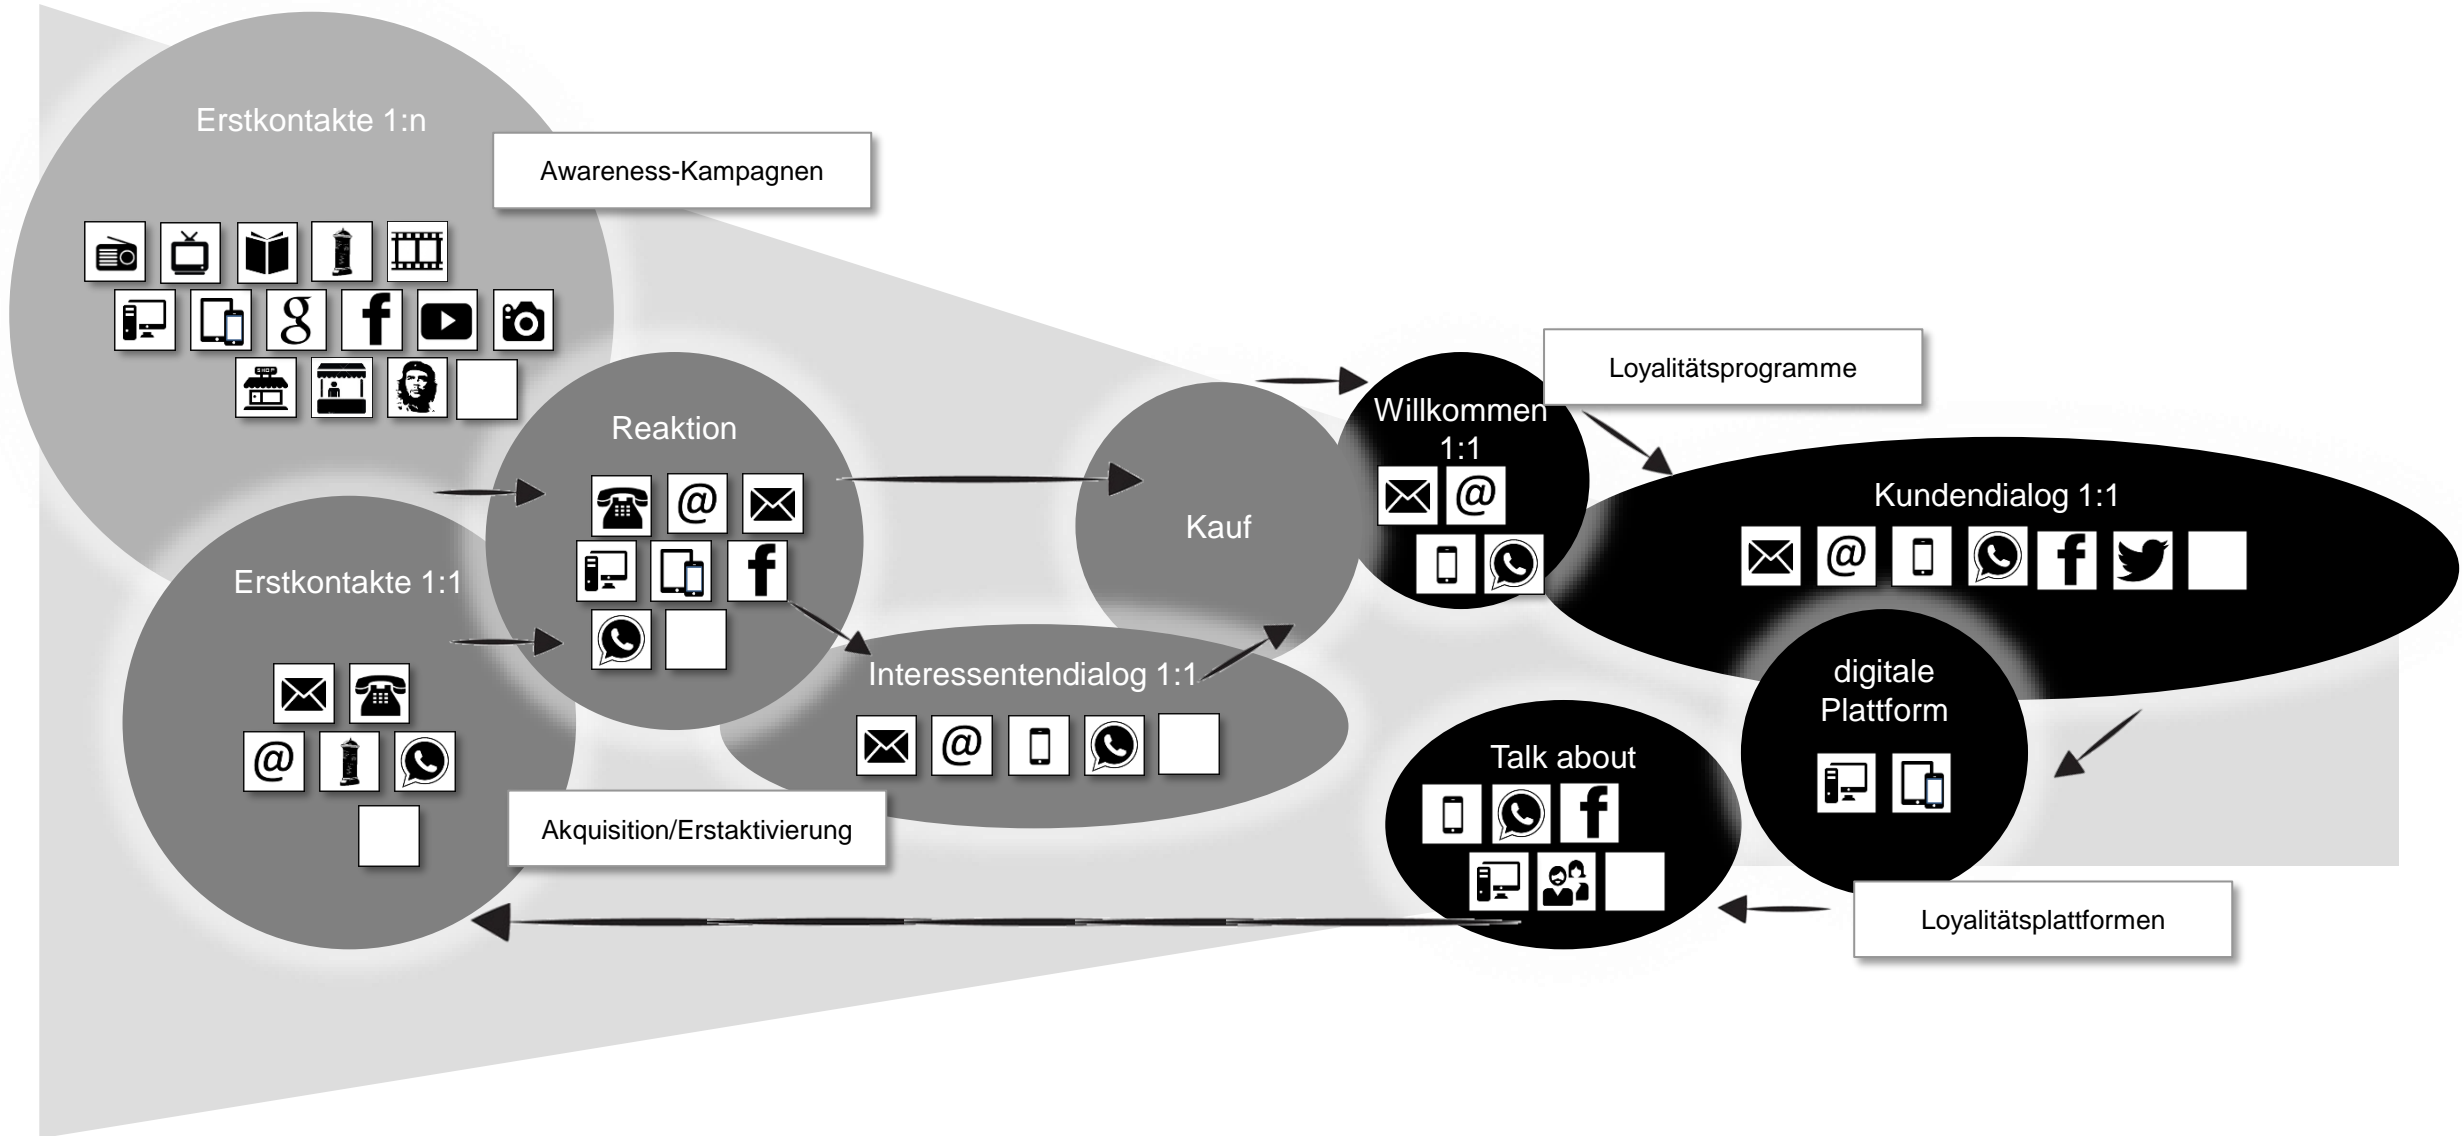 Erstkontakte 1:n
Awareness-Kampagnen
g
f
SHOP
Reaktion
@
f
Erstkontakte 1:1
@
Akquisition/Erstaktivierung
Interessentendialog 1:1
@
Kauf
Willkommen
1:1
@
Loyalitätsprogramme
Kundendialog 1:1
@
f
digitale
Plattform
Talk about
f
Loyalitätsplattformen